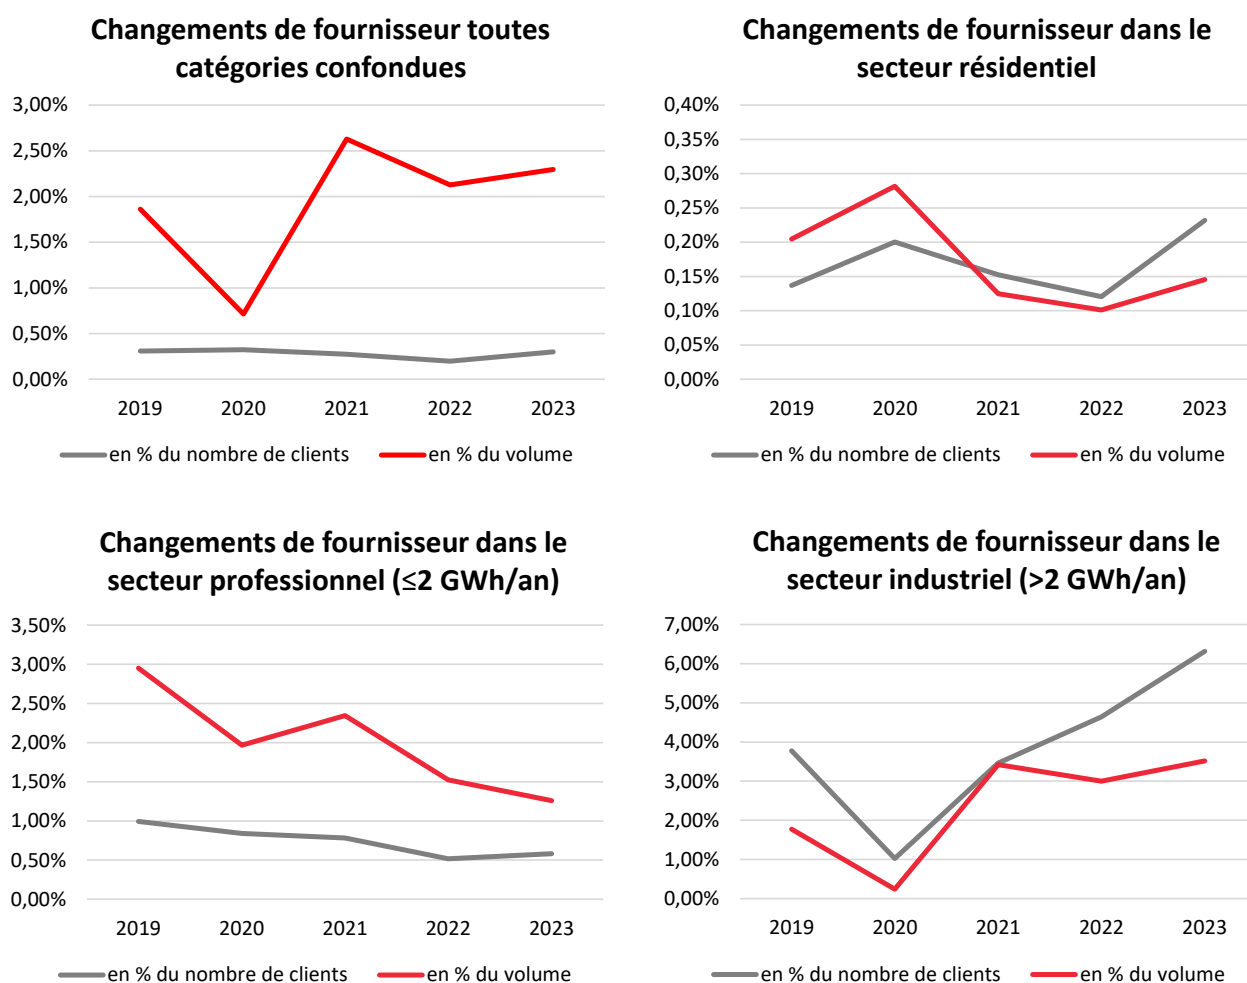 Changements de fournisseur toutes
catégories confondues
3,00%
2,50%
2,00%
1,50%
1,00%
0,50%
0,00%
2019 2020 2021 2022 2023
en % du nombre de clients en % du volume
Changements de fournisseur dans le
secteur résidentiel
0,40%
0,35%
0,30%
0,25%
0,20%
0,15%
0,10%
0,05%
0,00%
2019 2020 2021 2022 2023
en % du nombre de clients en % du volume
Changements de fournisseur dans le
secteur professionnel (≤2 GWh/an)
3,50%
3,00%
2,50%
2,00%
1,50%
1,00%
0,50%
0,00%
2019 2020 2021 2022 2023
en % du nombre de clients en % du volume
Changements de fournisseur dans le
secteur industriel (>2 GWh/an)
7,00%
6,00%
5,00%
4,00%
3,00%
2,00%
1,00%
0,00%
2019 2020 2021 2022 2023
en % du nombre de clients en % du volume